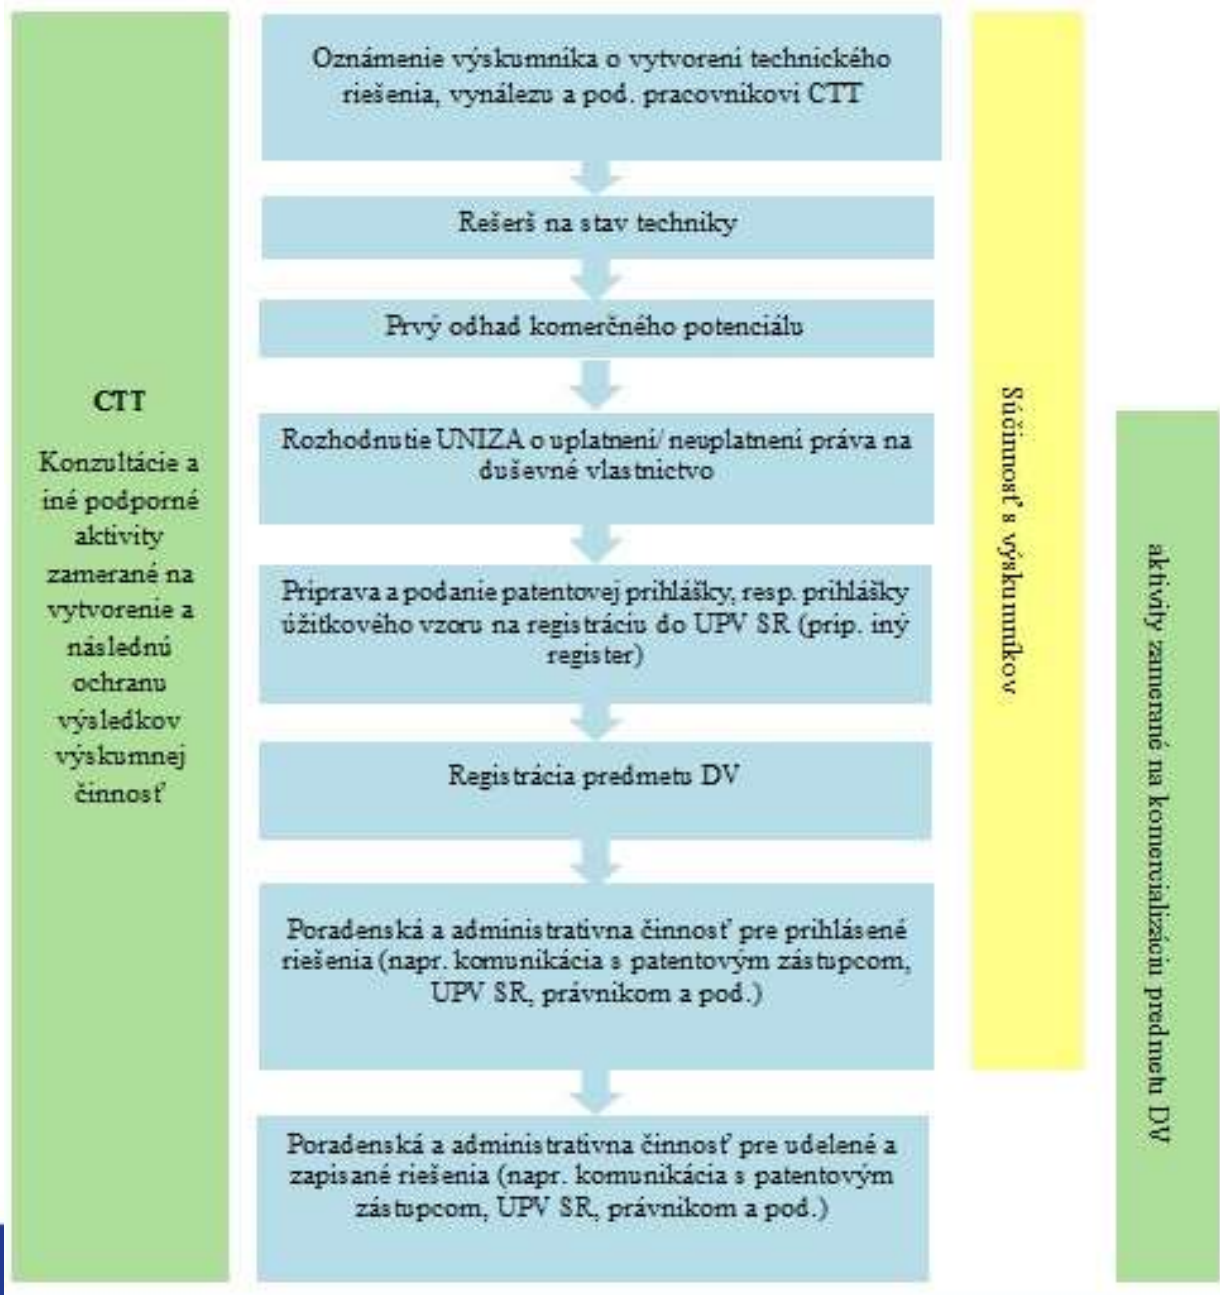 CTT
Konzultácie a
iné podporné
aktivity
zamerané na
vytvorenie a
následnú
ochranu
výsledkov
výskumnej
činnosť
Oznámenie výskumníka o vytvorení technického
riešenia, vynálezu a pod. pracovníkovi CTT
Rešerš na stav techniky
Prvý odhad komerčného potenciálu
Rozhodnutie UNIZA o uplatnení/ neuplatnení práva na
duševné vlastníctvo
Príprava a podanie patentovej prihlášky, resp. prihlášky
úžitkového vzoru na registráciu do ÚPV SR (príp. iný
register)
Registrácia predmetu DV
Poradenská a administratívna činnosť pre prihlásené
riešenia (napr. komunikácia s patentovým zástupcom,
ÚPV SR, právnikom a pod.)
Poradenská a administratívna činnosť pre udelené a
zapísané riešenia (napr. komunikácia s patentovým
zástupcom, ÚPV SR, právnikom a pod.)
Súčinnosť s výskumníkov
aktivity zamerané na komercializáciu predmetu DV